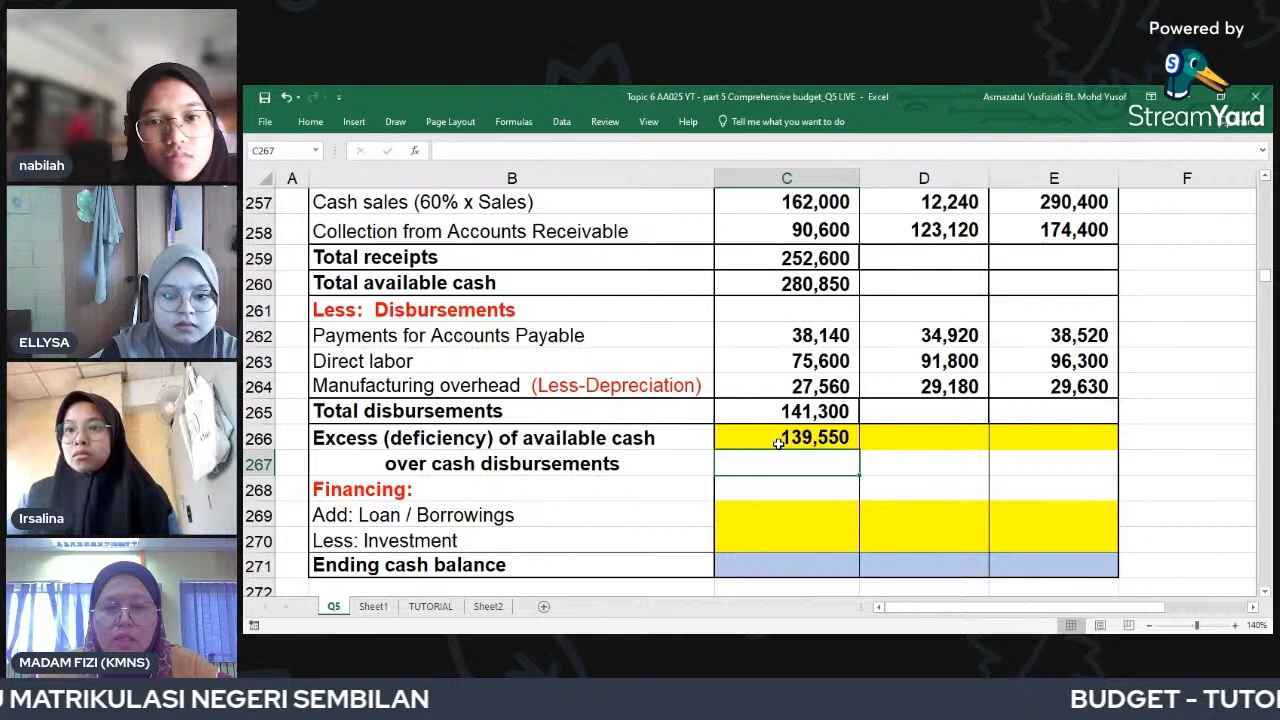 Powered by
S
StreamYard
nabilah
ELLYSA
Irsalina
MADAM FIZI (KMNS)
Topic 6 AA025 YT - part 5 Comprehensive budget_Q5 LIVE - Excel
Asmazatul Yusfiziati Bt. Mohd Yusof
File Home Insert Draw Page Layout Formulas Data Review View Help Tell me what you want to do
C267 fx
A B C D E F
257 Cash sales (60% x Sales) 162,000 12,240 290,400
258 Collection from Accounts Receivable 90,600 123,120 174,400
259 Total receipts 252,600
260 Total available cash 280,850
261 Less: Disbursements
262 Payments for Accounts Payable 38,140 34,920 38,520
263 Direct labor 75,600 91,800 96,300
264 Manufacturing overhead (Less-Depreciation) 27,560 29,180 29,630
265 Total disbursements 141,300
266 Excess (deficiency) of available cash 139,550
267 over cash disbursements
268 Financing:
269 Add: Loan / Borrowings
270 Less: Investment
271 Ending cash balance
272
Q5 Sheet1 TUTORIAL Sheet2
140%
U MATRIKULASI NEGERI SEMBILAN BUDGET - TUTO